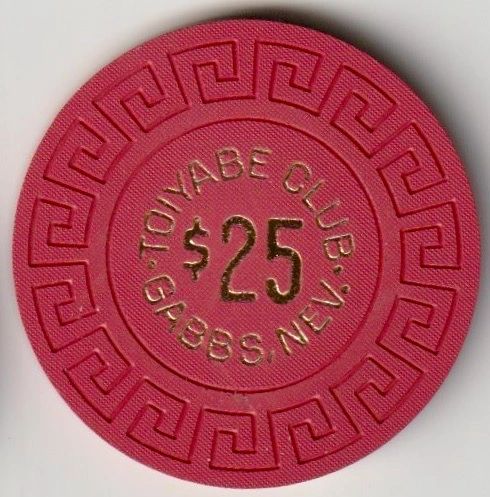 TOIYABE CLUB
$25
GABBS, NEV.